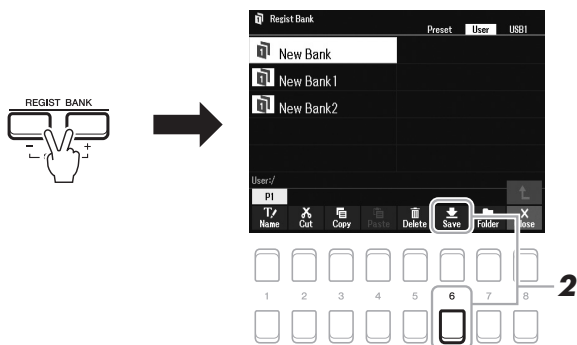 REGIST BANK
- +
Regist Bank
Preset User USB1
New Bank
New Bank1
New Bank2
User:/
P1
Name Cut Copy Paste Delete Save Folder Close
1 2 3 4 5 6 7 8
2